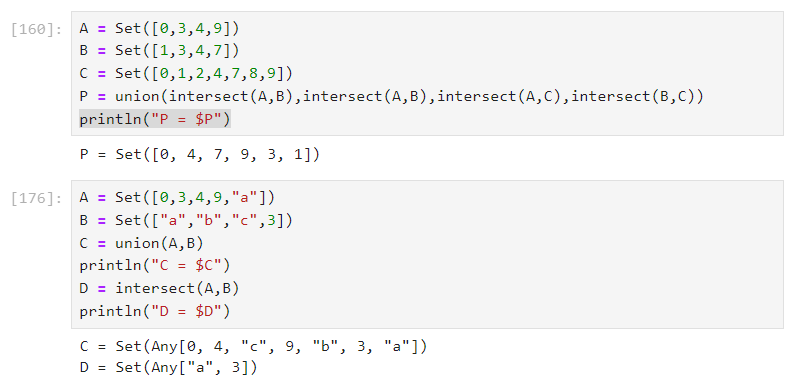 [160]: A = Set([0,3,4,9])
B = Set([1,3,4,7])
C = Set([0,1,2,4,7,8,9])
P = union(intersect(A,B),intersect(A,B),intersect(A,C),intersect(B,C))
println("P = $P")
P = Set([0, 4, 7, 9, 3, 1])
[176]: A = Set([0,3,4,9,"a"])
B = Set(["a","b","c",3])
C = union(A,B)
println("C = $C")
D = intersect(A,B)
println("D = $D")
C = Set(Any[0, 4, "c", 9, "b", 3, "a"])
D = Set(Any["a", 3])